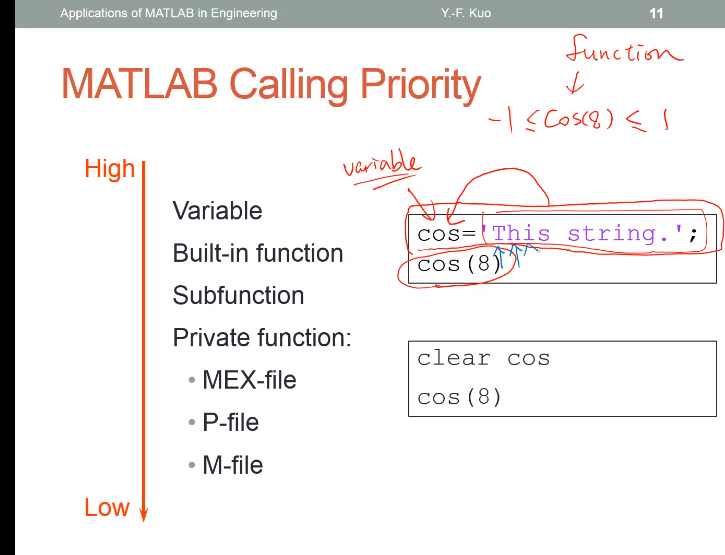 Applications of MATLAB in Engineering
Y.-F. Kuo
11
function
MATLAB Calling Priority
-1 ≤ Cos(8) ≤ 1
High
variable
Variable
Built-in function
Subfunction
Private function:
• MEX-file
• P-file
• M-file
Low
cos='This string.';
cos(8)
clear cos
cos(8)